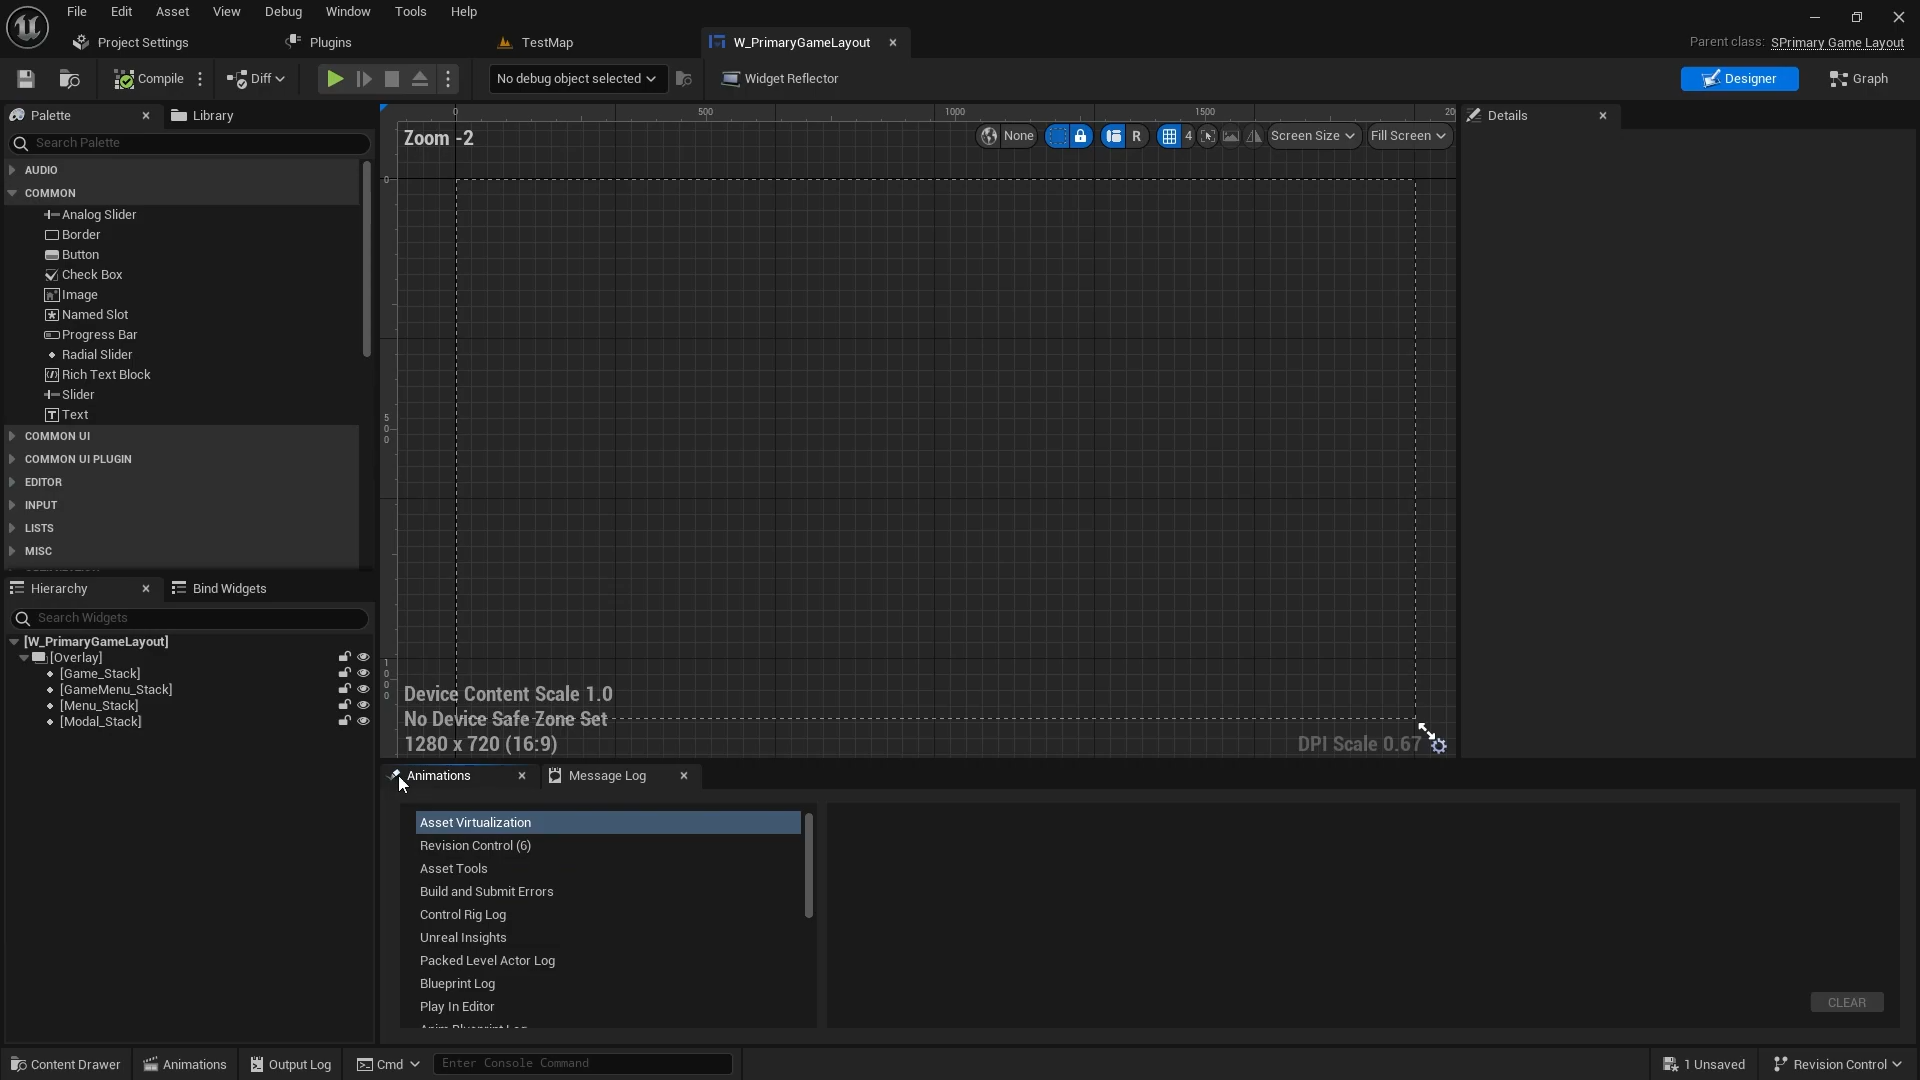 File Edit Asset View Debug Window Tools Help
Project Settings Plugins TestMap W_PrimaryGameLayout Parent class: SPrimary Game Layout
Compile Diff No debug object selected Widget Reflector Designer Graph
Palette Library
Search Palette
AUDIO
COMMON
Analog Slider
Border
Button
Check Box
Image
Named Slot
Progress Bar
Radial Slider
Rich Text Block
Slider
Text
COMMON UI
COMMON UI PLUGIN
EDITOR
INPUT
LISTS
MISC
Hierarchy Bind Widgets
Search Widgets
[W_PrimaryGameLayout]
[Overlay]
[Game_Stack]
[GameMenu_Stack]
[Menu_Stack]
[Modal_Stack]
0 500 1000 1500 20
Zoom -2
None R 4 Screen Size Fill Screen
0
500
1000
Device Content Scale 1.0
No Device Safe Zone Set
1280 x 720 (16:9)
DPI Scale 0.67
Details
Animations Message Log
Asset Virtualization
Revision Control (6)
Asset Tools
Build and Submit Errors
Control Rig Log
Unreal Insights
Packed Level Actor Log
Blueprint Log
Play In Editor
CLEAR
Content Drawer Animations Output Log Cmd Enter Console Command 1 Unsaved Revision Control